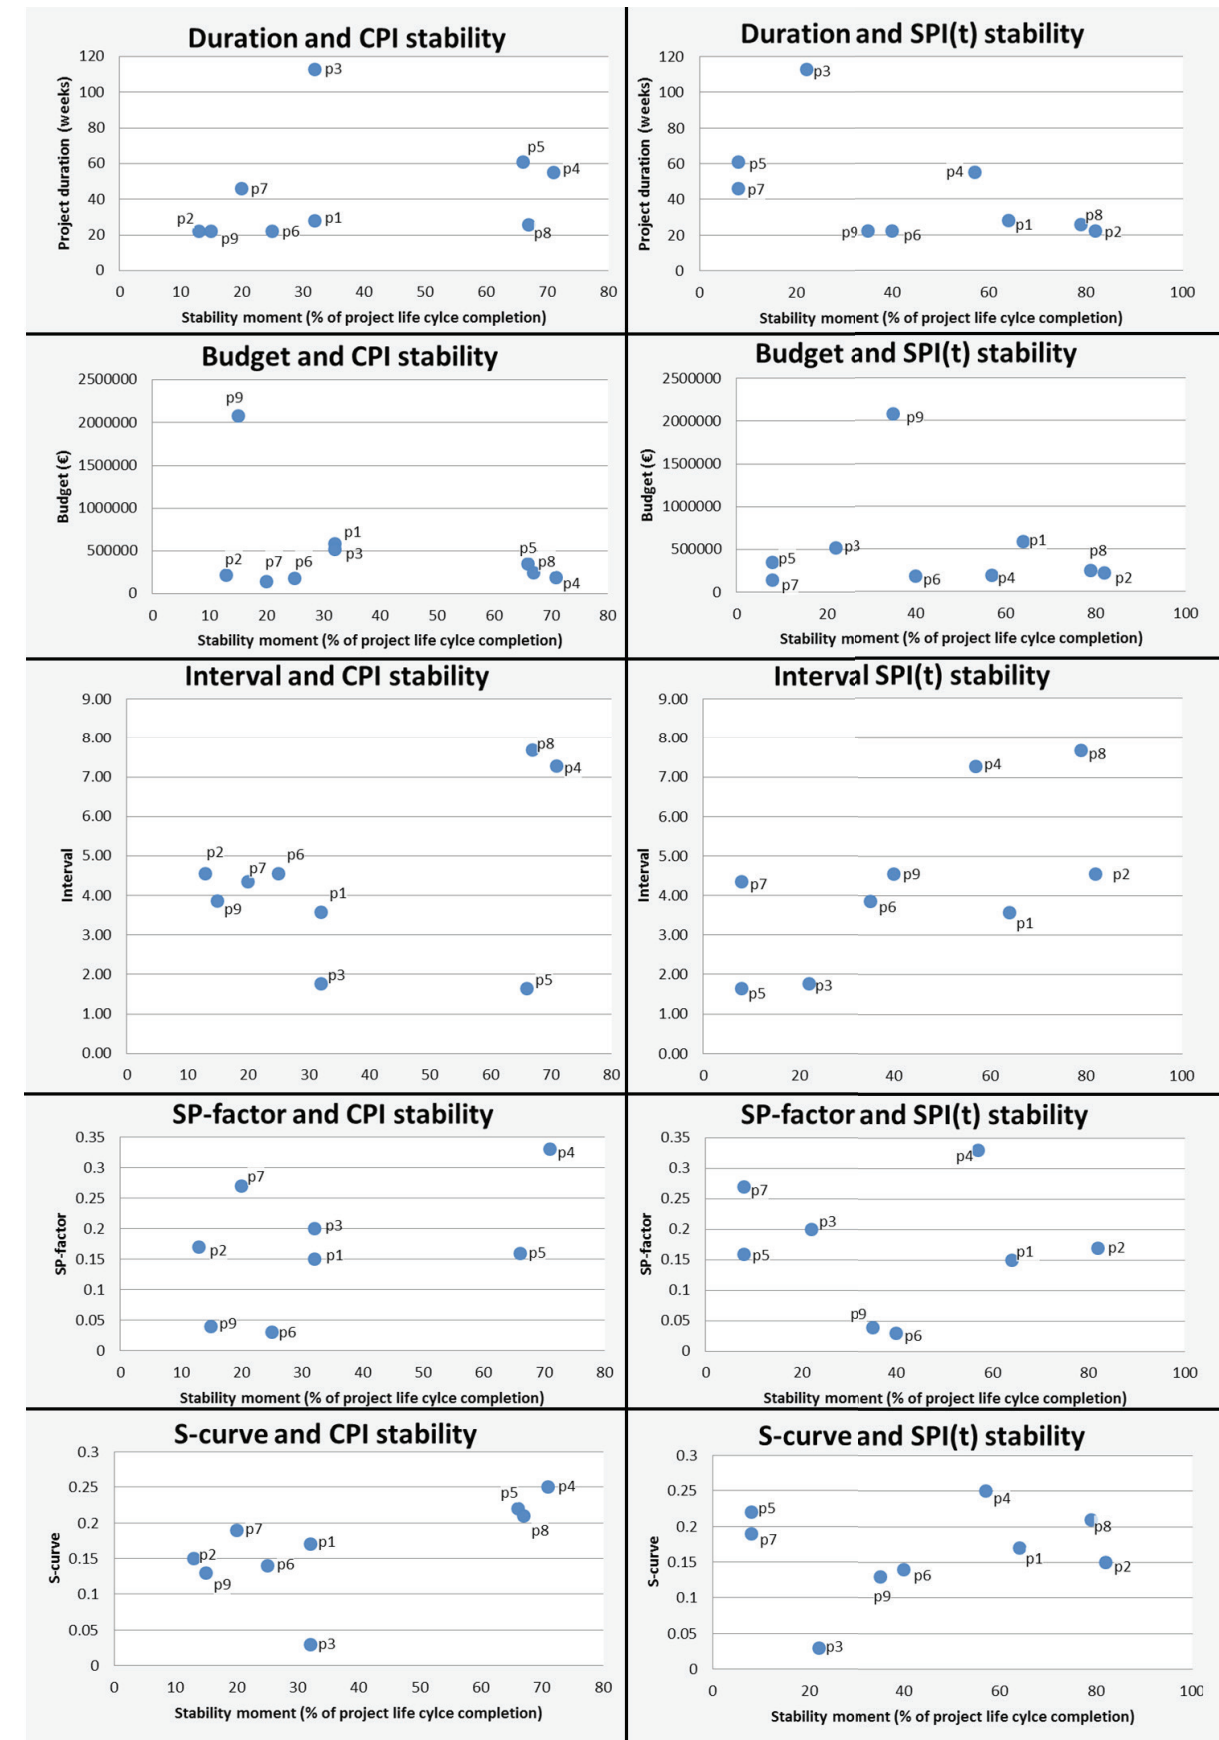 Duration and CPI stability
120
100
80
60
40
20
0
Project duration (weeks)
p3
p5
p4
p7
p2
p9
p6
p1
p8
0 10 20 30 40 50 60 70 80
Stability moment (% of project life cylce completion)
Duration and SPI(t) stability
120
100
80
60
40
20
0
Project duration (weeks)
p3
p5
p7
p4
p9
p6
p1
p8
p2
0 20 40 60 80 100
Stability moment (% of project life cylce completion)
Budget and CPI stability
2500000
2000000
1500000
1000000
500000
0
Budget (€)
p9
p2
p7
p6
p1
p3
p5
p8
p4
0 10 20 30 40 50 60 70 80
Stability moment (% of project life cylce completion)
Budget and SPI(t) stability
2500000
2000000
1500000
1000000
500000
0
Budget (€)
p9
p5
p7
p3
p6
p4
p1
p8
p2
0 20 40 60 80 100
Stability moment (% of project life cylce completion)
Interval and CPI stability
9.00
8.00
7.00
6.00
5.00
4.00
3.00
2.00
1.00
0.00
Interval
p8
p4
p2
p7
p6
p9
p1
p3
p5
0 10 20 30 40 50 60 70 80
Interval SPI(t) stability
9.00
8.00
7.00
6.00
5.00
4.00
3.00
2.00
1.00
0.00
Interval
p8
p4
p7
p9
p2
p6
p1
p5
p3
0 20 40 60 80 100
SP-factor and CPI stability
0.35
0.3
0.25
0.2
0.15
0.1
0.05
0
SP-factor
p4
p7
p3
p2
p1
p5
p9
p6
0 10 20 30 40 50 60 70 80
Stability moment (% of project life cylce completion)
SP-factor and SPI(t) stability
0.35
0.3
0.25
0.2
0.15
0.1
0.05
0
SP-factor
p4
p7
p3
p5
p1
p2
p9
p6
0 20 40 60 80 100
Stability moment (% of project life cylce completion)
S-curve and CPI stability
0.3
0.25
0.2
0.15
0.1
0.05
0
S-curve
p5
p4
p8
p7
p1
p2
p6
p9
p3
0 10 20 30 40 50 60 70 80
Stability moment (% of project life cylce completion)
S-curve and SPI(t) stability
0.3
0.25
0.2
0.15
0.1
0.05
0
S-curve
p4
p5
p7
p8
p1
p2
p6
p9
p3
0 20 40 60 80 100
Stability moment (% of project life cylce completion)